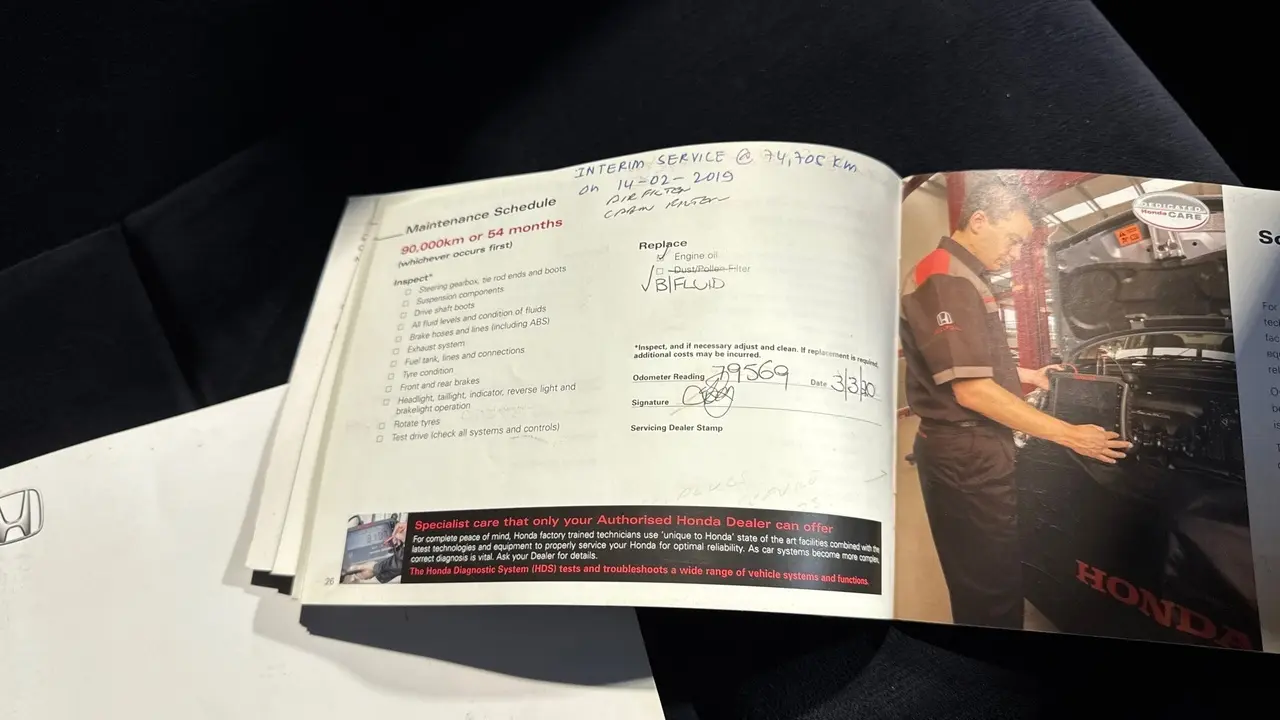 INTERIM SERVICE @ 74,706 KM
on 14-02-2019
AIR FILTER
CABIN FILTER
Maintenance Schedule
90,000km or 54 months
(whichever occurs first)
Inspect*
Steering gearbox, tie rod ends and boots
Suspension components
Drive shaft boots
All fluid levels and condition of fluids
Brake hoses and lines (including ABS)
Exhaust system
Fuel tank, lines and connections
Tyre condition
Front and rear brakes
Headlight, taillight, indicator, reverse light and
brakelight operation
Rotate tyres
Test drive (check all systems and controls)
Replace
Engine oil
Dust/Pollen Filter
B/FLUID
*Inspect, and if necessary adjust and clean. If replacement is required,
additional costs may be incurred.
Odometer Reading 79569 Date 3/3/20
Signature
Servicing Dealer Stamp
Specialist care that only your Authorised Honda Dealer can offer
For complete peace of mind, Honda factory trained technicians use 'unique to Honda' state of the art facilities combined with the
latest technologies and equipment to properly service your Honda for optimal reliability. As car systems become more complex,
correct diagnosis is vital. Ask your Dealer for details.
The Honda Diagnostic System (HDS) tests and troubleshoots a wide range of vehicle systems and functions.
26
DEDICATED
Honda CARE
HONDA